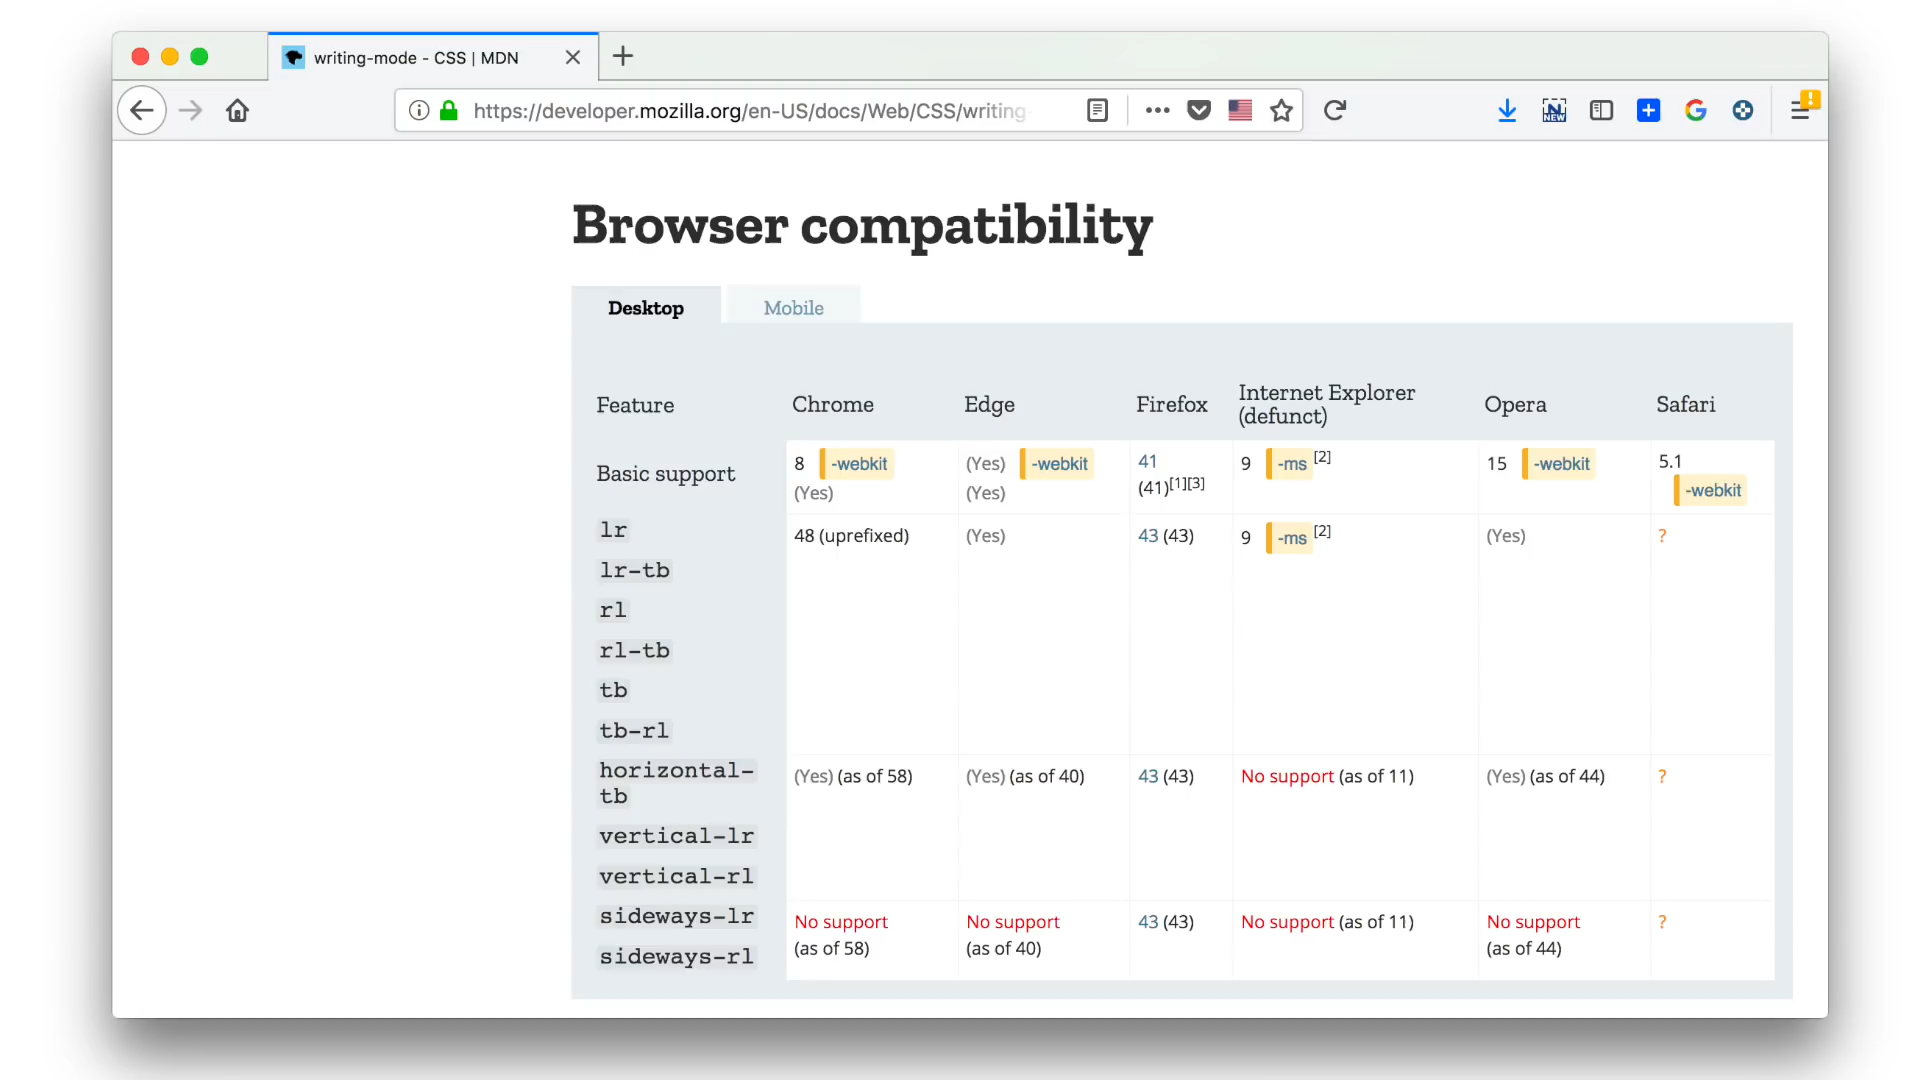 writing-mode - CSS | MDN
https://developer.mozilla.org/en-US/docs/Web/CSS/writing-
NEW
Browser compatibility
Desktop Mobile
Feature Chrome Edge Firefox Internet Explorer (defunct) Opera Safari
Basic support 8 -webkit (Yes) (Yes) -webkit (Yes) 41 (41)[1][3] 9 -ms [2] 15 -webkit 5.1 -webkit
lr 48 (uprefixed) (Yes) 43 (43) 9 -ms [2] (Yes) ?
lr-tb
rl
rl-tb
tb
tb-rl
horizontal-tb (Yes) (as of 58) (Yes) (as of 40) 43 (43) No support (as of 11) (Yes) (as of 44) ?
vertical-lr
vertical-rl
sideways-lr No support (as of 58) No support (as of 40) 43 (43) No support (as of 11) No support (as of 44) ?
sideways-rl